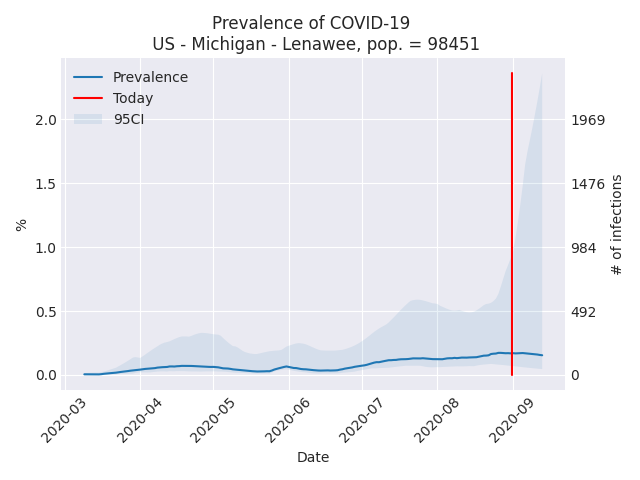 Prevalence of COVID-19
US - Michigan - Lenawee, pop. = 98451
Prevalence
Today
95CI
2.0
1.5
1.0
0.5
0.0
%
1969
1476
984
492
0
# of infections
2020-03
2020-04
2020-05
2020-06
2020-07
2020-08
2020-09
Date